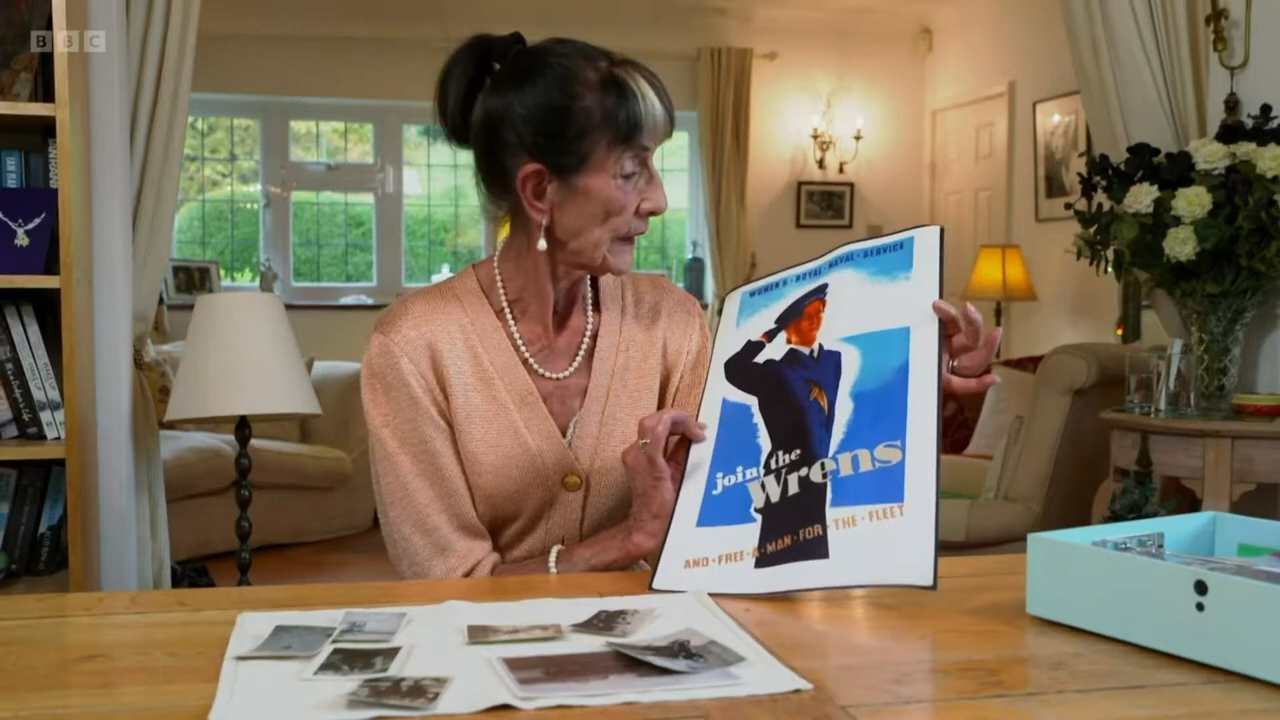 BBC
WOMEN'S · ROYAL · NAVAL · SERVICE
join the
Wrens
AND · FREE · A · MAN · FOR · THE · FLEET